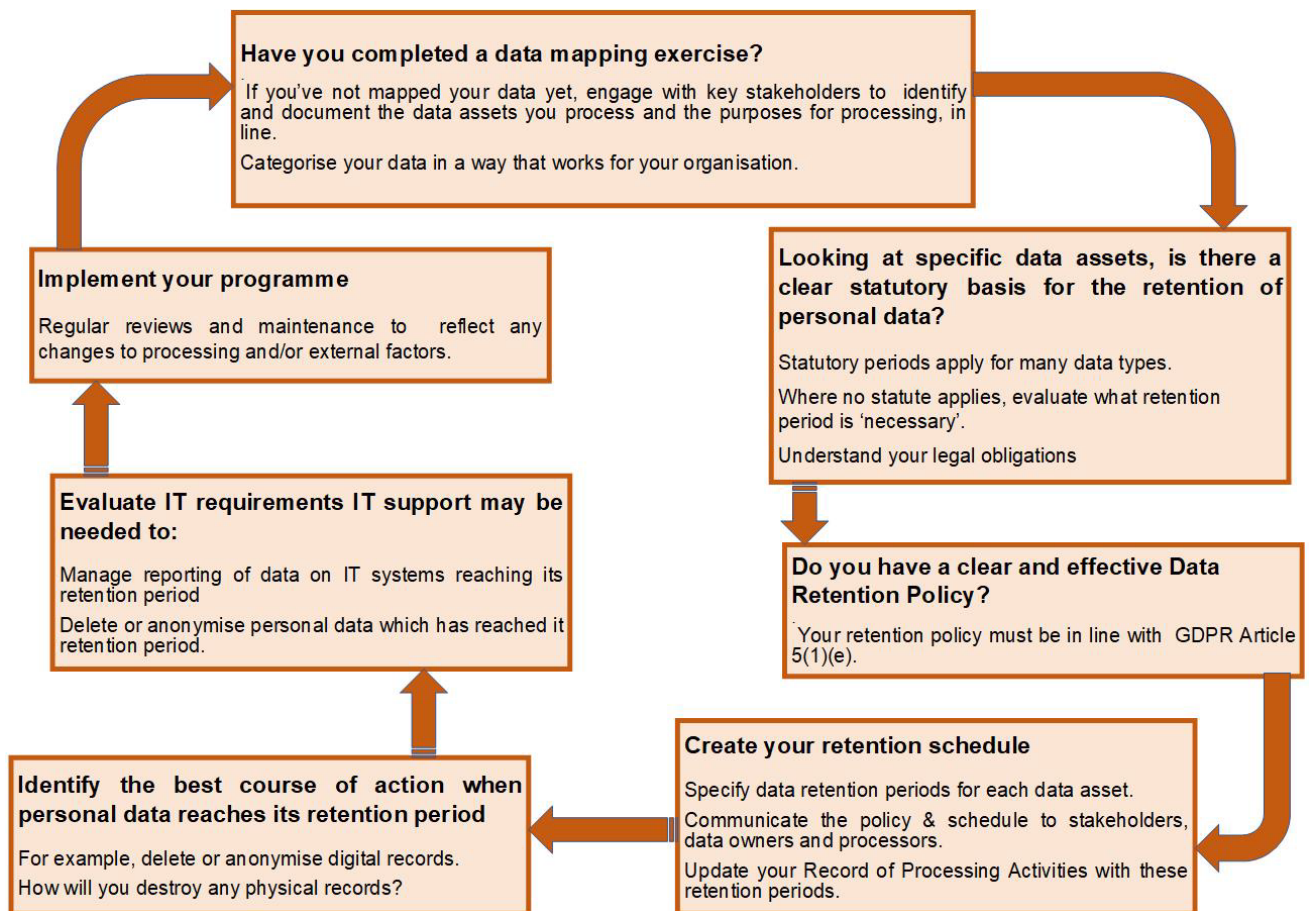 Have you completed a data mapping exercise?
If you've not mapped your data yet, engage with key stakeholders to identify
and document the data assets you process and the purposes for processing, in
line.
Categorise your data in a way that works for your organisation.
Looking at specific data assets, is there a
clear statutory basis for the retention of
personal data?
Statutory periods apply for many data types.
Where no statute applies, evaluate what retention
period is ‘necessary’.
Understand your legal obligations
Do you have a clear and effective Data
Retention Policy?
Your retention policy must be in line with GDPR Article
5(1)(e).
Create your retention schedule
Specify data retention periods for each data asset.
Communicate the policy & schedule to stakeholders,
data owners and processors.
Update your Record of Processing Activities with these
retention periods.
Identify the best course of action when
personal data reaches its retention period
For example, delete or anonymise digital records.
How will you destroy any physical records?
Evaluate IT requirements IT support may be
needed to:
Manage reporting of data on IT systems reaching its
retention period
Delete or anonymise personal data which has reached it
retention period.
Implement your programme
Regular reviews and maintenance to reflect any
changes to processing and/or external factors.